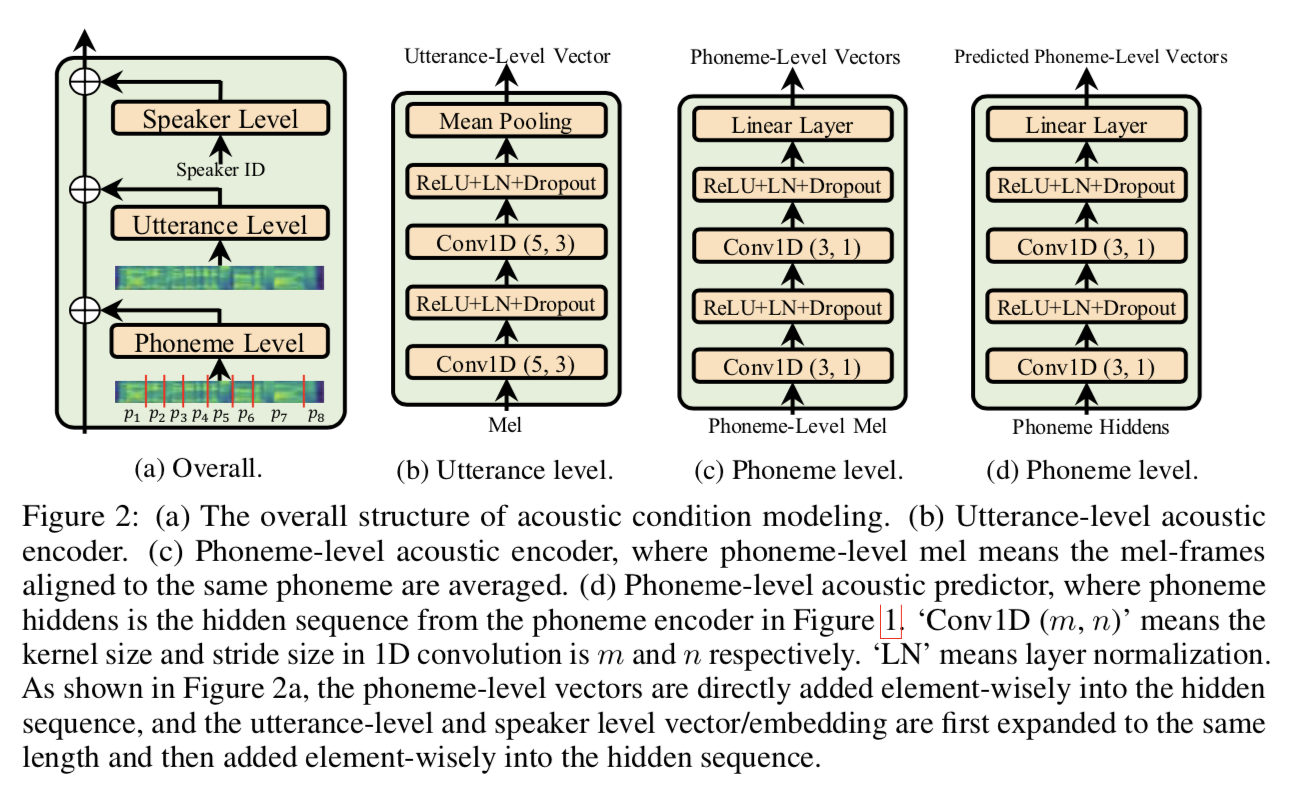 Speaker Level
Speaker ID
Utterance Level
Phoneme Level
p1 p2 p3 p4 p5 p6 p7 p8
(a) Overall.
Utterance-Level Vector
Mean Pooling
ReLU+LN+Dropout
Conv1D (5, 3)
ReLU+LN+Dropout
Conv1D (5, 3)
Mel
(b) Utterance level.
Phoneme-Level Vectors
Linear Layer
ReLU+LN+Dropout
Conv1D (3, 1)
ReLU+LN+Dropout
Conv1D (3, 1)
Phoneme-Level Mel
(c) Phoneme level.
Predicted Phoneme-Level Vectors
Linear Layer
ReLU+LN+Dropout
Conv1D (3, 1)
ReLU+LN+Dropout
Conv1D (3, 1)
Phoneme Hiddens
(d) Phoneme level.
Figure 2: (a) The overall structure of acoustic condition modeling. (b) Utterance-level acoustic
encoder. (c) Phoneme-level acoustic encoder, where phoneme-level mel means the mel-frames
aligned to the same phoneme are averaged. (d) Phoneme-level acoustic predictor, where phoneme
hiddens is the hidden sequence from the phoneme encoder in Figure 1. ‘Conv1D (m, n)’ means the
kernel size and stride size in 1D convolution is m and n respectively. ‘LN’ means layer normalization.
As shown in Figure 2a, the phoneme-level vectors are directly added element-wisely into the hidden
sequence, and the utterance-level and speaker level vector/embedding are first expanded to the same
length and then added element-wisely into the hidden sequence.